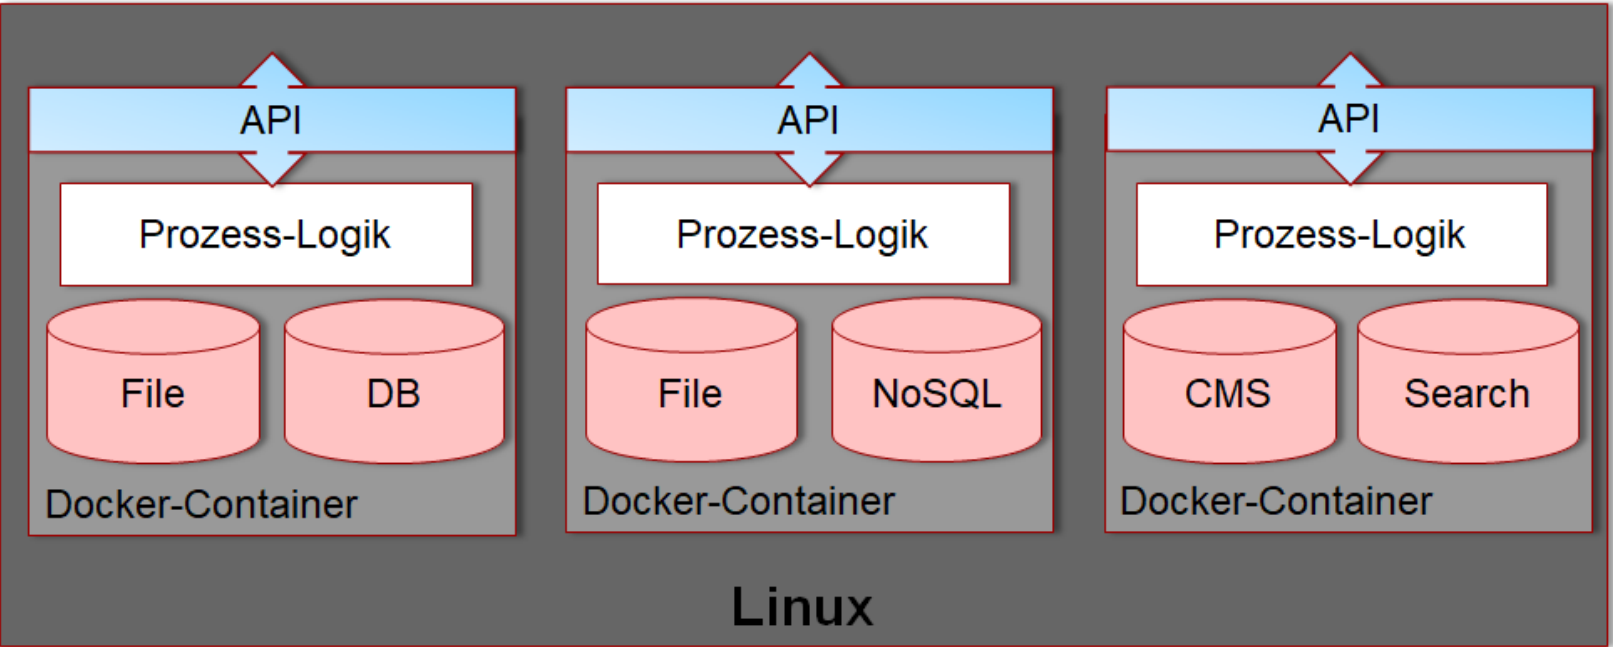 API
API
API
Prozess-Logik
Prozess-Logik
Prozess-Logik
File
DB
File
NoSQL
CMS
Search
Docker-Container
Docker-Container
Docker-Container
Linux